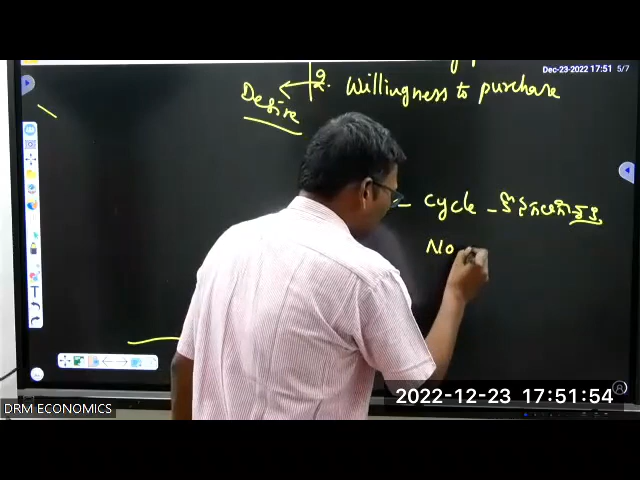 Dec-23-2022 17:51 5/7
2. Willingness to purchase
Desire
- Cycle -
No
T
2022-12-23 17:51:54
DRM ECONOMICS